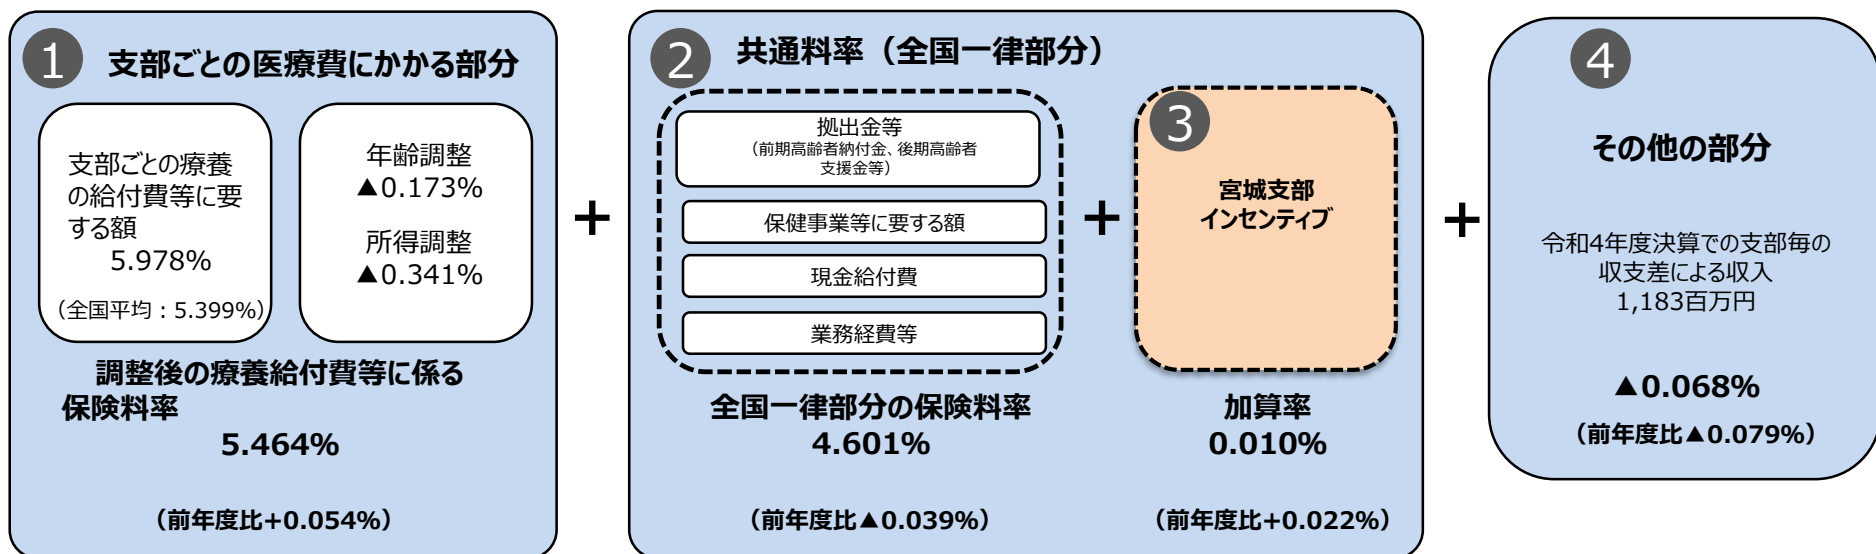 1
支部ごとの医療費にかかる部分
支部ごとの療養
の給付費等に要
する額
5.978%
（全国平均：5.399%）
年齢調整
▲0.173%
所得調整
▲0.341%
調整後の療養給付費等に係る
保険料率
5.464%
（前年度比+0.054%）
+
2
共通料率（全国一律部分）
拠出金等
（前期高齢者納付金、後期高齢者
支援金等）
保健事業等に要する額
現金給付費
業務経費等
全国一律部分の保険料率
4.601%
（前年度比▲0.039%）
+
3
宮城支部
インセンティブ
加算率
0.010%
（前年度比+0.022%）
+
4
その他の部分
令和4年度決算での支部毎の
収支差による収入
1,183百万円
▲0.068%
（前年度比▲0.079%）